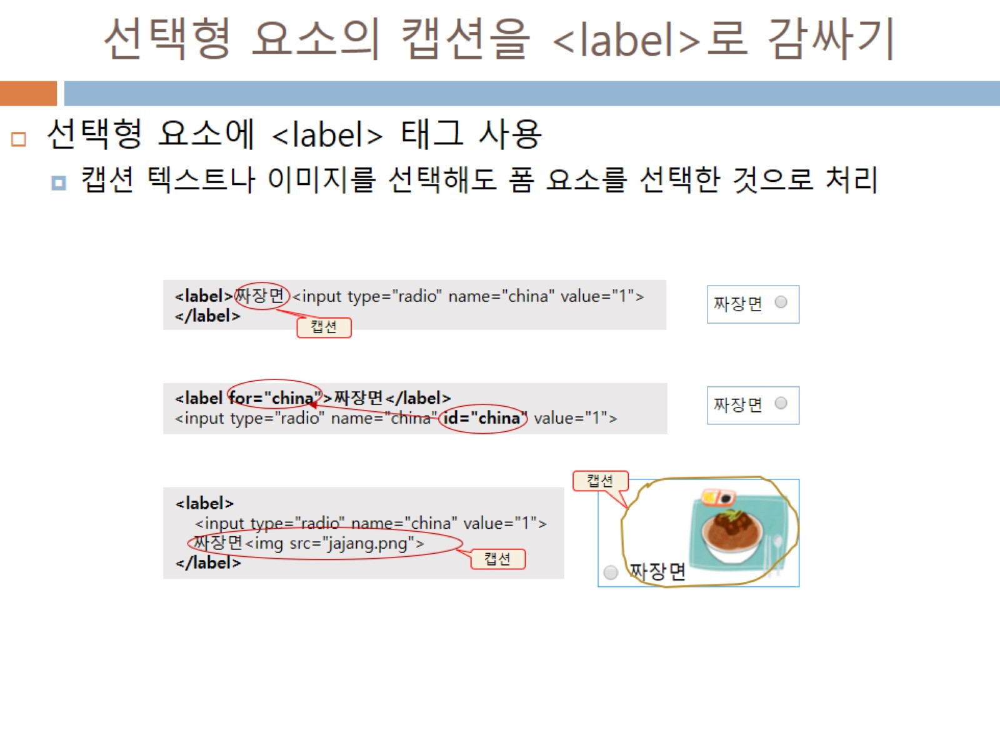 선택형 요소의 캡션을 <label>로 감싸기
선택형 요소에 <label> 태그 사용
캡션 텍스트나 이미지를 선택해도 폼 요소를 선택한 것으로 처리
<label>짜장면 <input type="radio" name="china" value="1">
</label>
캡션
짜장면
<label for="china">짜장면</label>
<input type="radio" name="china" id="china" value="1">
짜장면
<label>
<input type="radio" name="china" value="1">
짜장면<img src="jajang.png">
</label>
캡션
캡션
짜장면